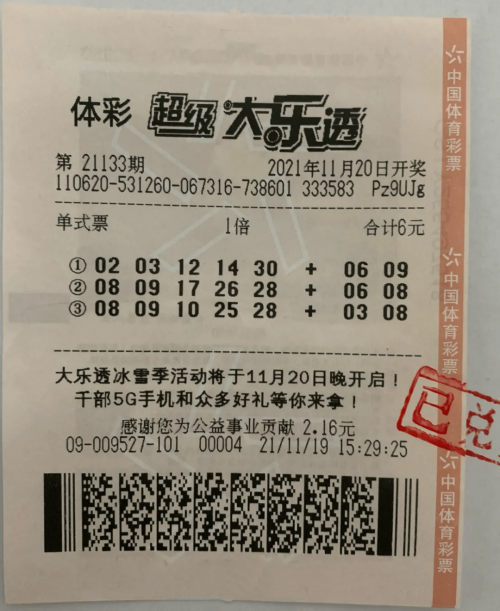 体彩 超级大乐透
第 21133期 2021年11月20日开奖
110620-531260-067316-738601 333583 Pz9UJg
单式票 1倍 合计6元
① 02 03 12 14 30 + 06 09
② 08 09 17 26 28 + 06 08
③ 08 09 10 25 28 + 03 08
大乐透冰雪季活动将于11月20日晚开启！
千部5G手机和众多好礼等你来拿！
感谢您为公益事业贡献 2.16元
09-009527-101 00004 21/11/19 15:29:25
中国体育彩票
中国体育彩票
中国体育彩票
已兑